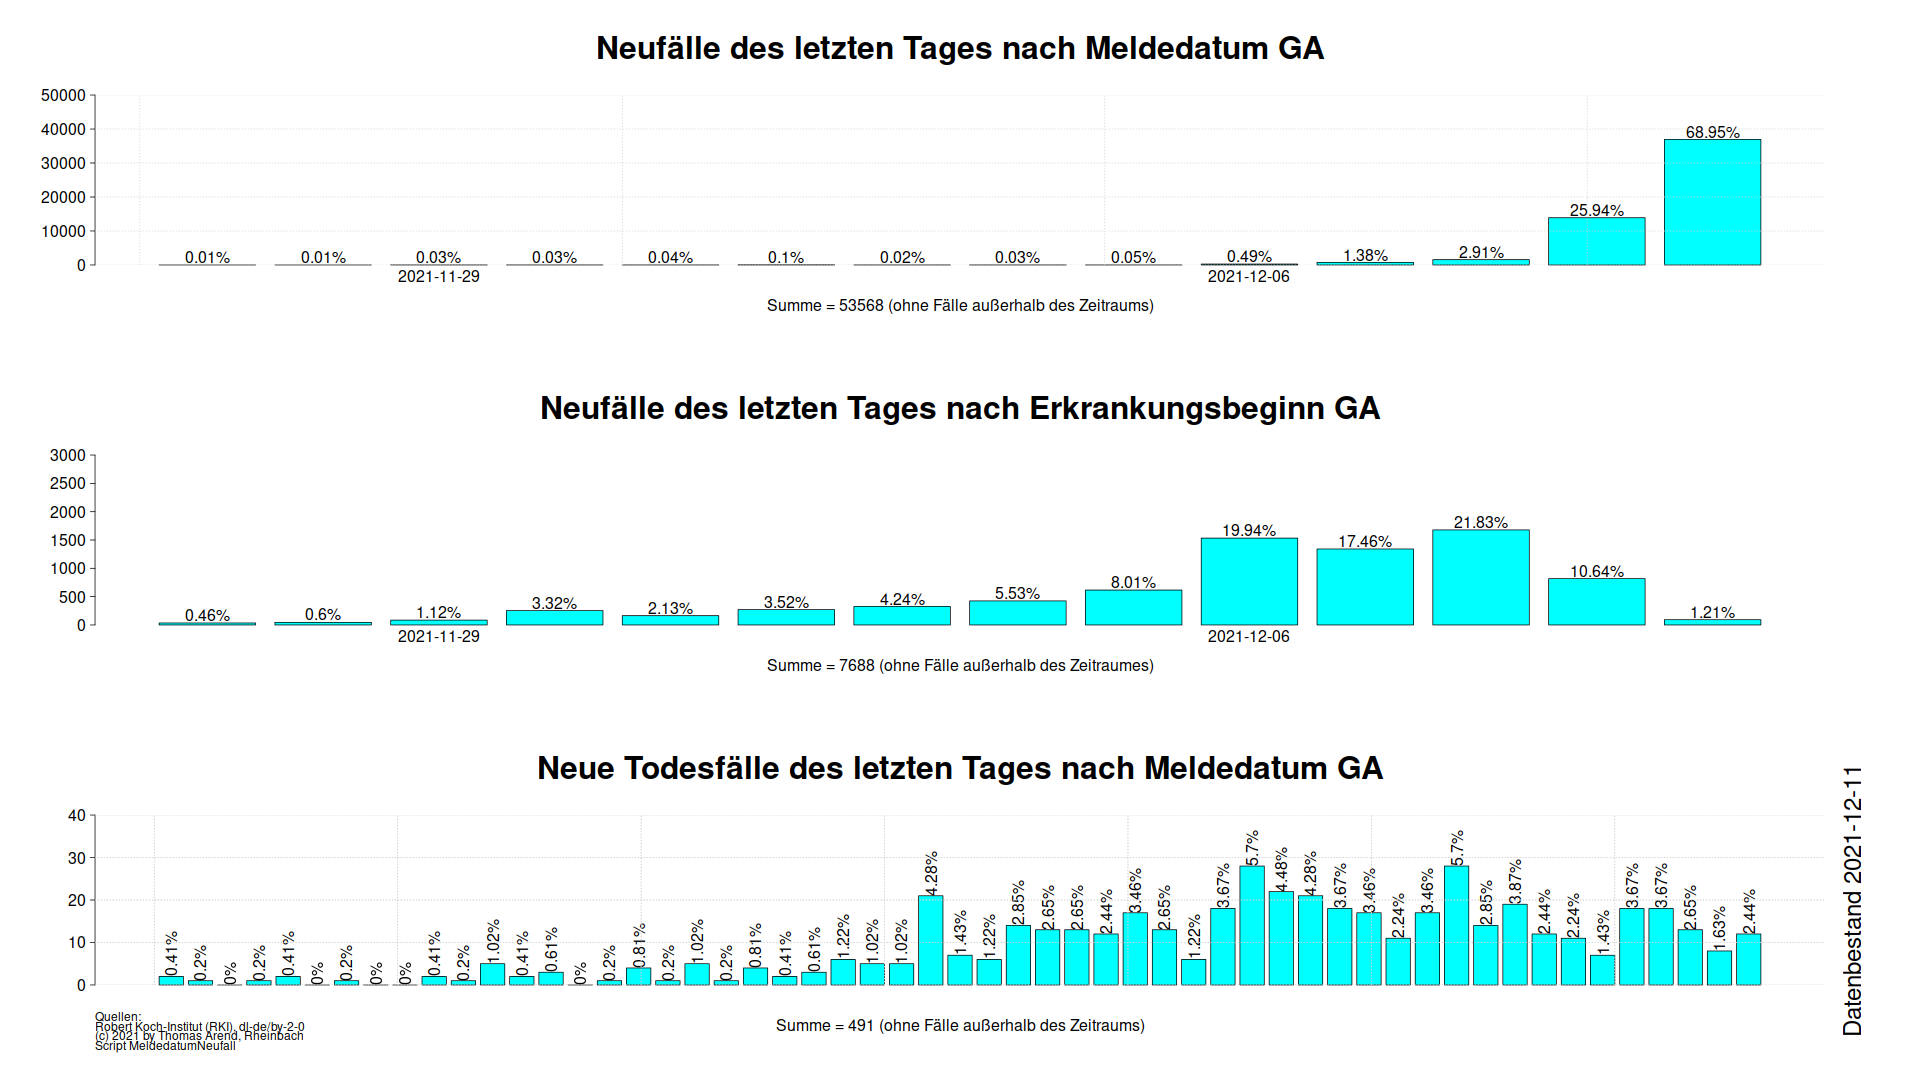 Neufälle des letzten Tages nach Meldedatum GA
50000
40000
30000
20000
10000
0
0.01% 0.01% 0.03% 0.03% 0.04% 0.1% 0.02% 0.03% 0.05% 0.49% 1.38% 2.91% 25.94% 68.95%
2021-11-29 2021-12-06
Summe = 53568 (ohne Fälle außerhalb des Zeitraums)
Neufälle des letzten Tages nach Erkrankungsbeginn GA
3000
2500
2000
1500
1000
500
0
0.46% 0.6% 1.12% 3.32% 2.13% 3.52% 4.24% 5.53% 8.01% 19.94% 17.46% 21.83% 10.64% 1.21%
2021-11-29 2021-12-06
Summe = 7688 (ohne Fälle außerhalb des Zeitraumes)
Neue Todesfälle des letzten Tages nach Meldedatum GA
40
30
20
10
0
0.41% 0.2% 0% 0.2% 0.41% 0% 0.2% 0% 0% 0.41% 0.2% 1.02% 0.41% 0.61% 0% 0.2% 0.81% 0.2% 1.02% 0.2% 0.81% 0.41% 0.61% 1.22% 1.02% 1.02% 4.28% 1.43% 1.22% 2.85% 2.65% 2.65% 2.44% 3.46% 2.65% 1.22% 3.67% 5.7% 4.48% 4.28% 3.67% 3.46% 2.24% 3.46% 5.7% 2.85% 3.87% 2.44% 2.24% 1.43% 3.67% 3.67% 2.65% 1.63% 2.44%
Summe = 491 (ohne Fälle außerhalb des Zeitraums)
Quellen:
Robert Koch-Institut (RKI), dl-de/by-2-0
(c) 2021 by Thomas Arend, Rheinbach
Script MeldedatumNeufall
Datenbestand 2021-12-11